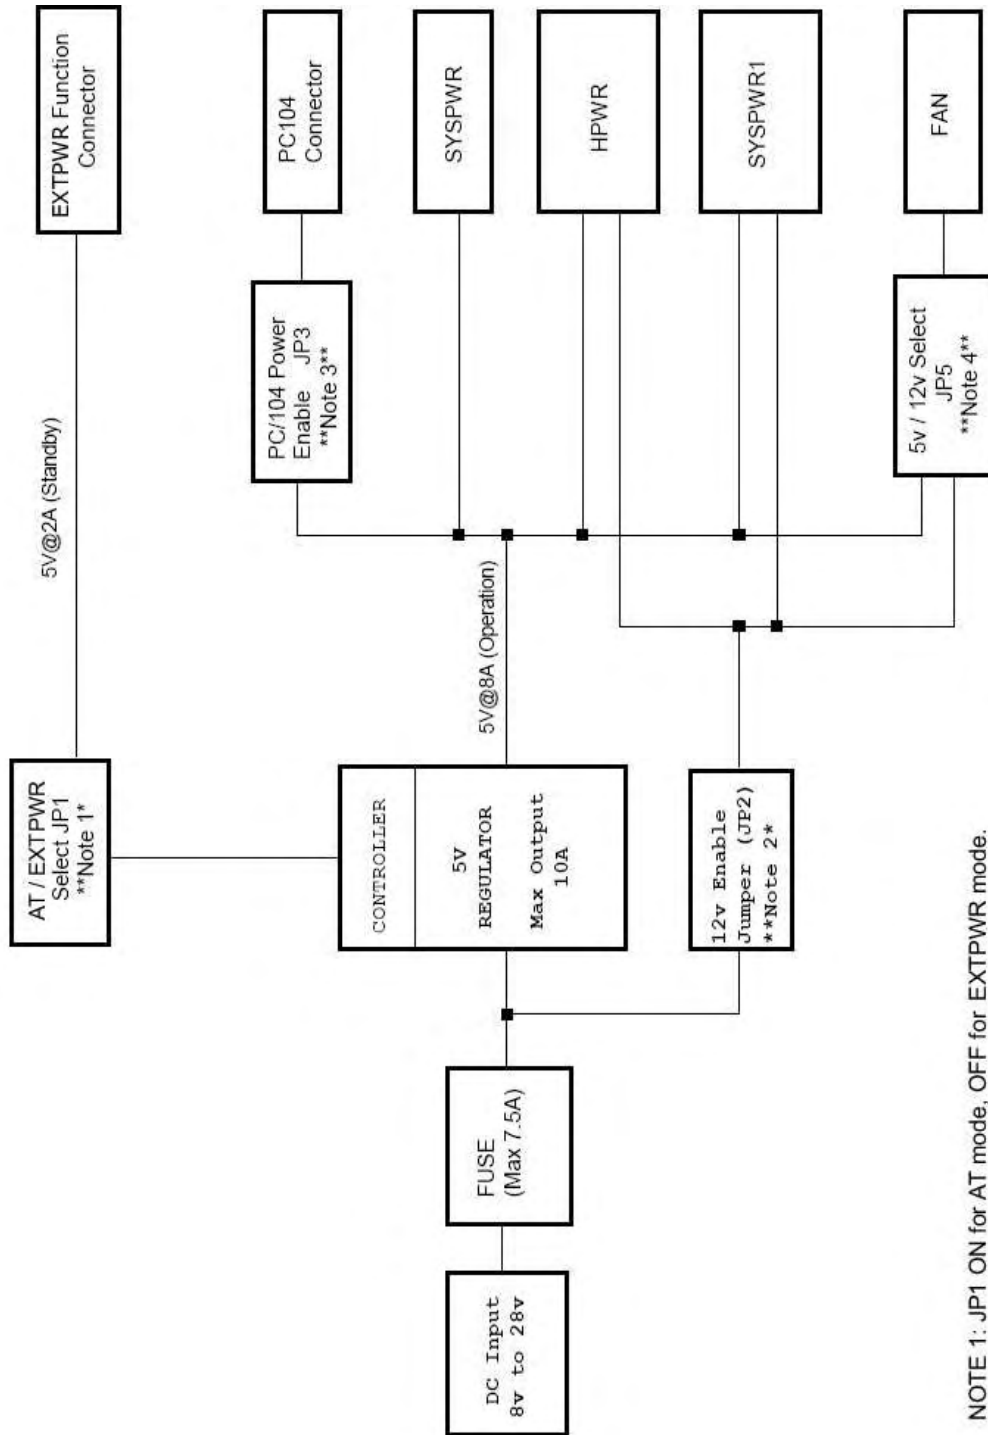 EXTPWR Function
Connector
5V@2A (Standby)
AT / EXTPWR
Select JP1
**Note 1*
PC104
Connector
PC/104 Power
Enable JP3
**Note 3**
SYSPWR
HPWR
SYSPWR1
FAN
5v / 12v Select
JP5
**Note 4**
5V@8A (Operation)
CONTROLLER
5v
REGULATOR
Max Output
10A
12v Enable
Jumper (JP2)
**Note 2*
FUSE
(Max 7.5A)
DC Input
8v to 28v
NOTE 1: JP1 ON for AT mode, OFF for EXTPWR mode.